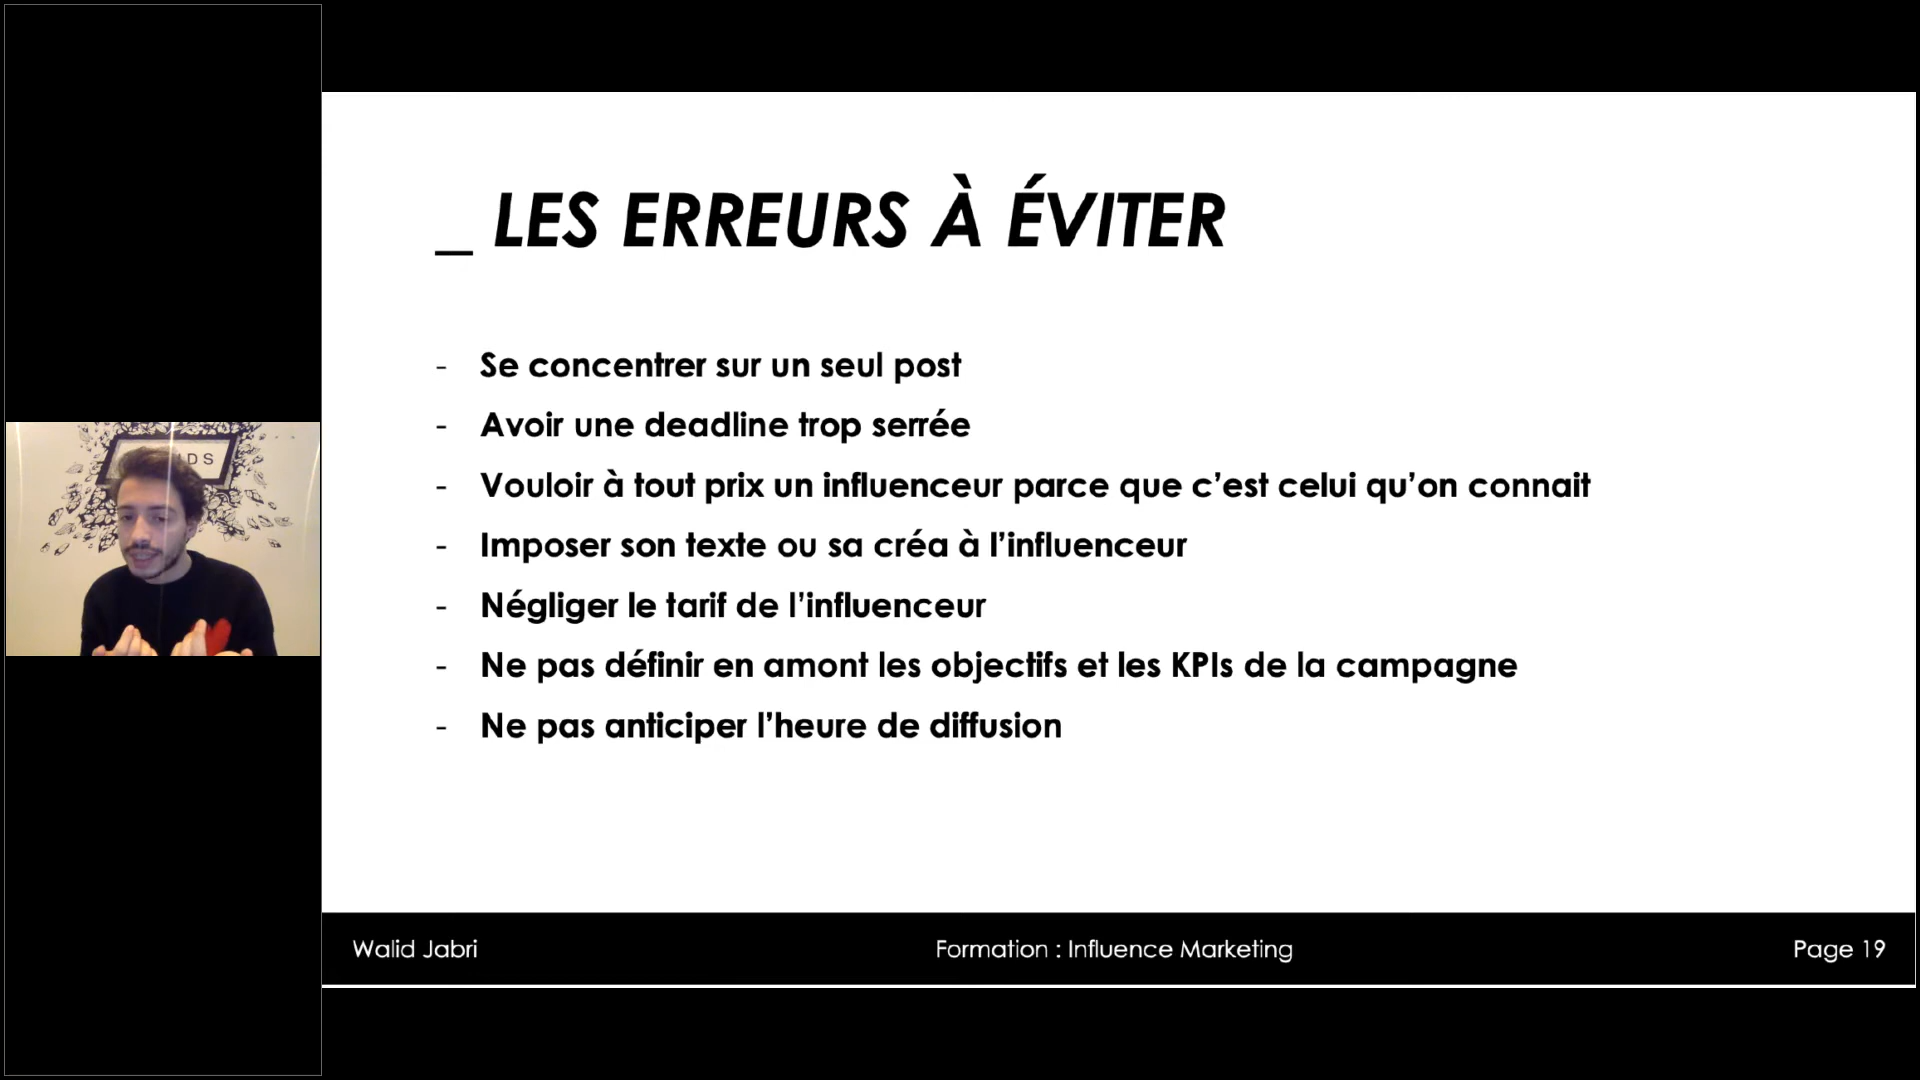 _ LES ERREURS À ÉVITER
- Se concentrer sur un seul post
- Avoir une deadline trop serrée
- Vouloir à tout prix un influenceur parce que c’est celui qu’on connait
- Imposer son texte ou sa créa à l’influenceur
- Négliger le tarif de l’influenceur
- Ne pas définir en amont les objectifs et les KPIs de la campagne
- Ne pas anticiper l’heure de diffusion
Walid Jabri
Formation : Influence Marketing
Page 19